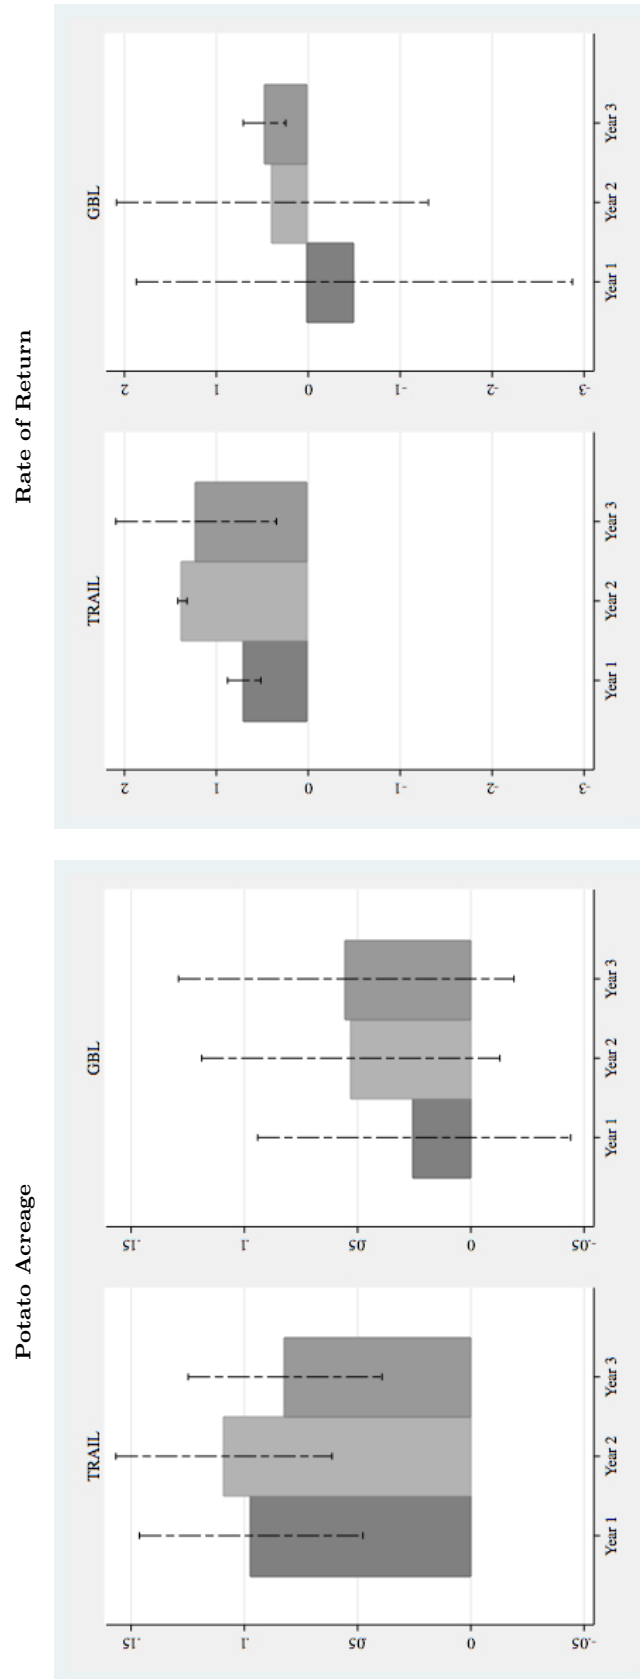 Rate of Return
GBL
2
1
0
-1
-2
-3
Year 1
Year 2
Year 3
TRAIL
2
1
0
-1
-2
-3
Year 1
Year 2
Year 3
Potato Acreage
GBL
.15
.1
.05
0
-.05
Year 1
Year 2
Year 3
TRAIL
.15
.1
.05
0
-.05
Year 1
Year 2
Year 3